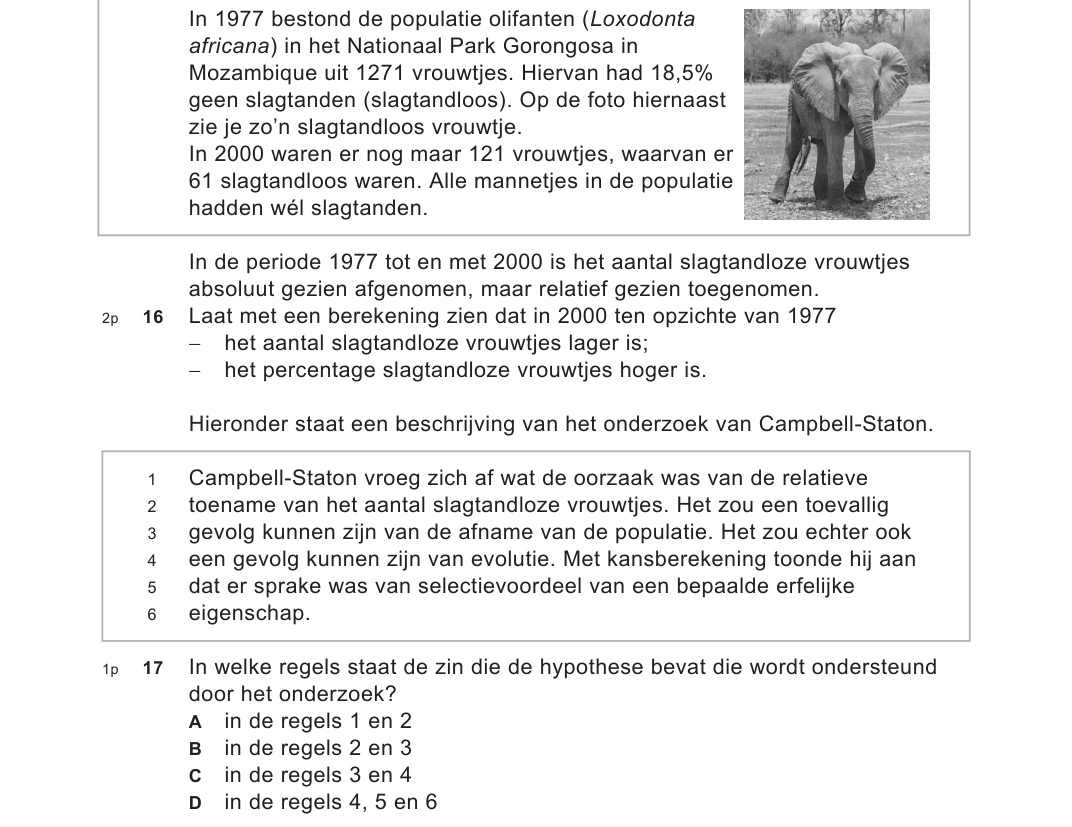 In 1977 bestond de populatie olifanten (Loxodonta
africana) in het Nationaal Park Gorongosa in
Mozambique uit 1271 vrouwtjes. Hiervan had 18,5%
geen slagtanden (slagtandloos). Op de foto hiernaast
zie je zo’n slagtandloos vrouwtje.
In 2000 waren er nog maar 121 vrouwtjes, waarvan er
61 slagtandloos waren. Alle mannetjes in de populatie
hadden wél slagtanden.
In de periode 1977 tot en met 2000 is het aantal slagtandloze vrouwtjes
absoluut gezien afgenomen, maar relatief gezien toegenomen.
2p 16 Laat met een berekening zien dat in 2000 ten opzichte van 1977
– het aantal slagtandloze vrouwtjes lager is;
– het percentage slagtandloze vrouwtjes hoger is.
Hieronder staat een beschrijving van het onderzoek van Campbell-Staton.
1 Campbell-Staton vroeg zich af wat de oorzaak was van de relatieve
2 toename van het aantal slagtandloze vrouwtjes. Het zou een toevallig
3 gevolg kunnen zijn van de afname van de populatie. Het zou echter ook
4 een gevolg kunnen zijn van evolutie. Met kansberekening toonde hij aan
5 dat er sprake was van selectievoordeel van een bepaalde erfelijke
6 eigenschap.
1p 17 In welke regels staat de zin die de hypothese bevat die wordt ondersteund
door het onderzoek?
A in de regels 1 en 2
B in de regels 2 en 3
C in de regels 3 en 4
D in de regels 4, 5 en 6